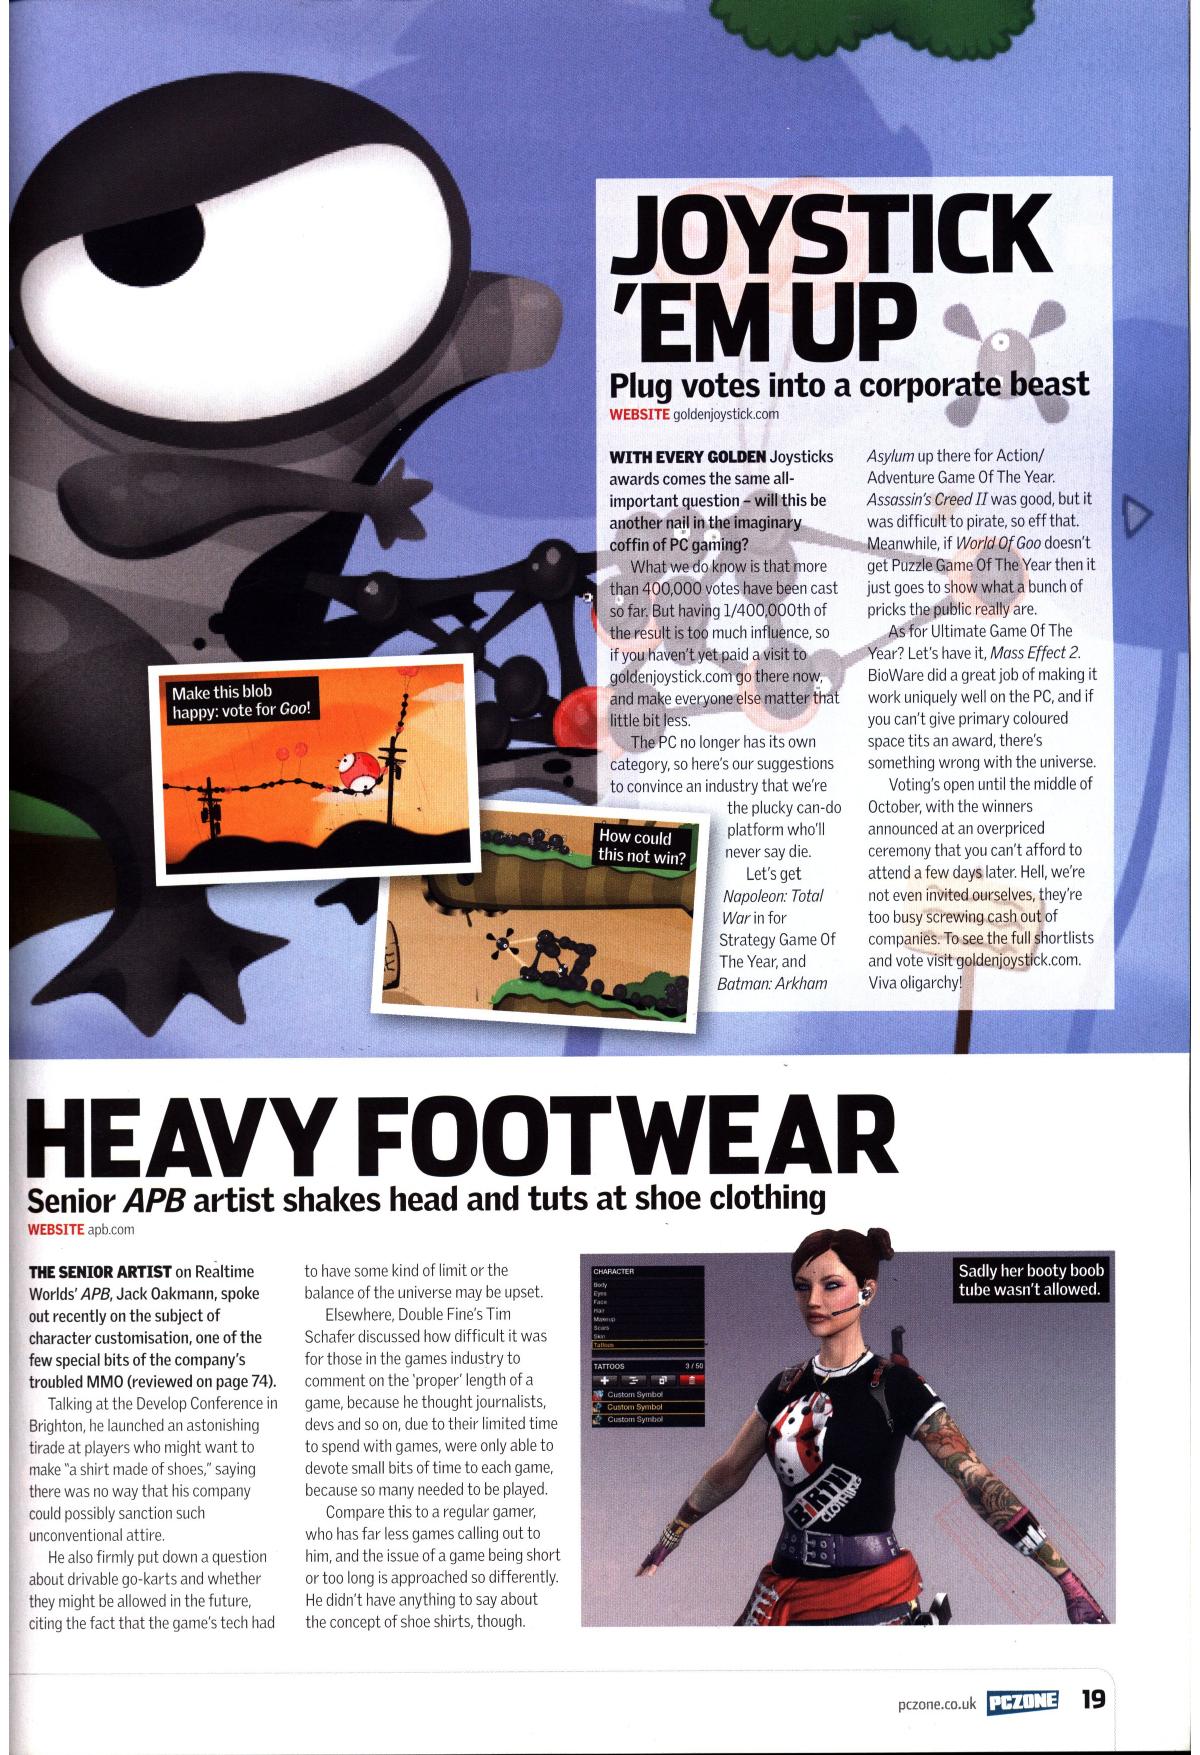 JOYSTICK
'EM UP
Plug votes into a corporate beast
WEBSITE goldenjoystick.com
WITH EVERY GOLDEN Joysticks
awards comes the same all-
important question – will this be
another nail in the imaginary
coffin of PC gaming?
What we do know is that more
than 400,000 votes have been cast
so far. But having 1/400,000th of
the result is too much influence, so
if you haven't yet paid a visit to
goldenjoystick.com go there now,
and make everyone else matter that
little bit less.
The PC no longer has its own
category, so here's our suggestions
to convince an industry that we're
the plucky can-do
platform who'll
never say die.
Let's get
Napoleon: Total
War in for
Strategy Game Of
The Year, and
Batman: Arkham
Asylum up there for Action/
Adventure Game Of The Year.
Assassin's Creed II was good, but it
was difficult to pirate, so eff that.
Meanwhile, if World Of Goo doesn't
get Puzzle Game Of The Year then it
just goes to show what a bunch of
pricks the public really are.
As for Ultimate Game Of The
Year? Let's have it, Mass Effect 2.
BioWare did a great job of making it
work uniquely well on the PC, and if
you can't give primary coloured
space tits an award, there's
something wrong with the universe.
Voting's open until the middle of
October, with the winners
announced at an overpriced
ceremony that you can't afford to
attend a few days later. Hell, we're
not even invited ourselves, they're
too busy screwing cash out of
companies. To see the full shortlists
and vote visit goldenjoystick.com.
Viva oligarchy!
Make this blob
happy: vote for Goo!
How could
this not win?
HEAVY FOOTWEAR
Senior APB artist shakes head and tuts at shoe clothing
WEBSITE apb.com
THE SENIOR ARTIST on Realtime
Worlds' APB, Jack Oakmann, spoke
out recently on the subject of
character customisation, one of the
few special bits of the company's
troubled MMO (reviewed on page 74).
Talking at the Develop Conference in
Brighton, he launched an astonishing
tirade at players who might want to
make "a shirt made of shoes," saying
there was no way that his company
could possibly sanction such
unconventional attire.
He also firmly put down a question
about drivable go-karts and whether
they might be allowed in the future,
citing the fact that the game's tech had
to have some kind of limit or the
balance of the universe may be upset.
Elsewhere, Double Fine's Tim
Schafer discussed how difficult it was
for those in the games industry to
comment on the 'proper' length of a
game, because he thought journalists,
devs and so on, due to their limited time
to spend with games, were only able to
devote small bits of time to each game,
because so many needed to be played.
Compare this to a regular gamer,
who has far less games calling out to
him, and the issue of a game being short
or too long is approached so differently.
He didn't have anything to say about
the concept of shoe shirts, though.
CHARACTER
Body
Eyes
Face
Hair
Makeup
Scars
Skin
Tattoos
TATTOOS 3 / 50
Custom Symbol
Custom Symbol
Custom Symbol
Sadly her booty boob
tube wasn't allowed.
BIRTH
CLOTHING
pczone.co.uk PCZONE 19